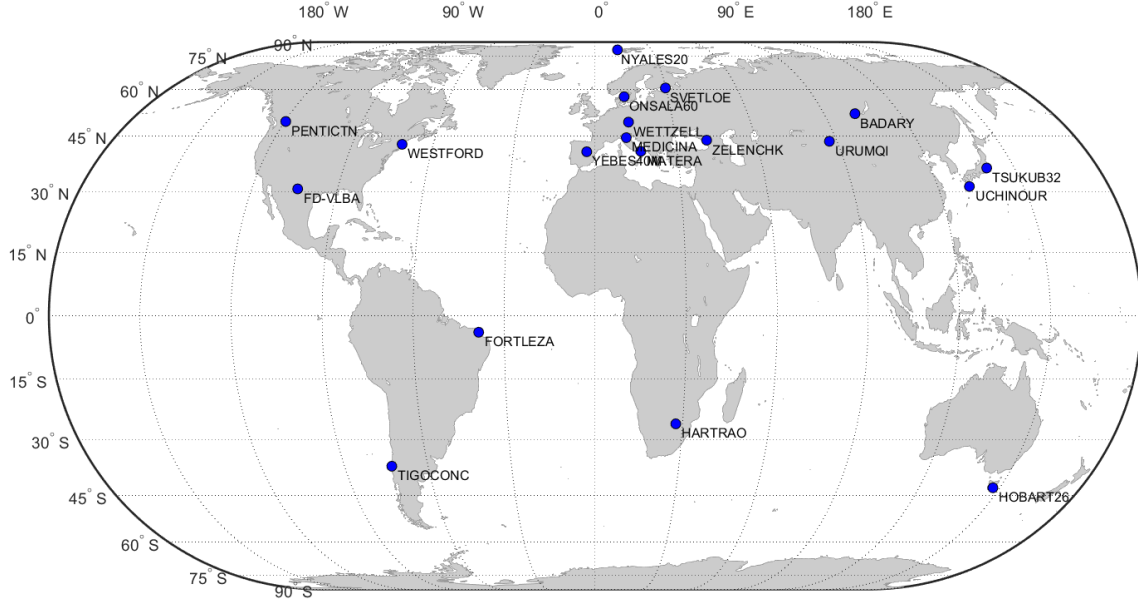 180° W
90° W
0°
90° E
180° E
90° N
75° N
NYALES20
60° N
SVETLOE
ONSALA60
BADARY
PENTICTN
WETTZELL
45° N
MEDICINA
ZELENCHK
URUMQI
WESTFORD
YEBES40M
MATERA
TSUKUB32
UCHINOUR
30° N
FD-VLBA
15° N
0°
FORTLEZA
15° S
HARTRAO
30° S
TIGOCONC
45° S
HOBART26
60° S
75° S
90° S